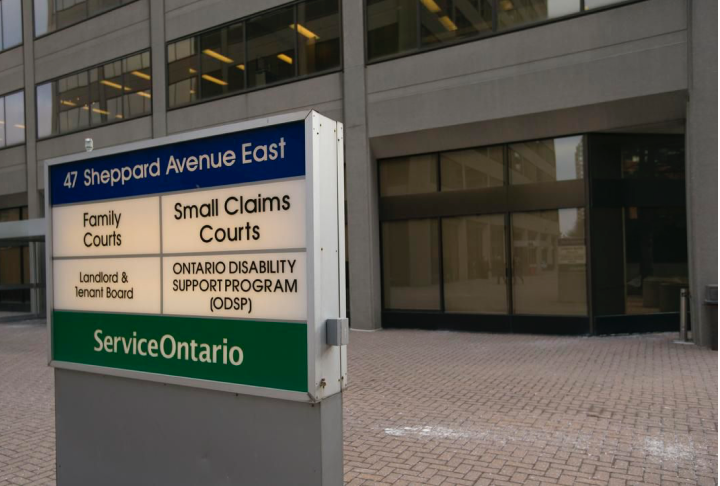 47 Sheppard Avenue East
Family
Courts
Small Claims
Courts
Landlord &
Tenant Board
ONTARIO DISABILITY
SUPPORT PROGRAM
(ODSP)
ServiceOntario